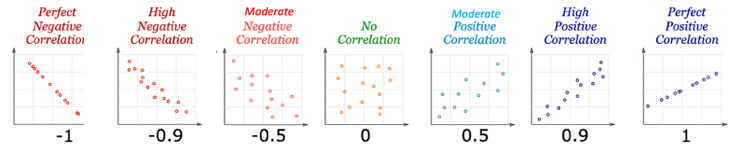 Perfect
Negative
Correlation
-1
High
Negative
Correlation
-0.9
Moderate
Negative
Correlation
-0.5
No
Correlation
0
Moderate
Positive
Correlation
0.5
High
Positive
Correlation
0.9
Perfect
Positive
Correlation
1